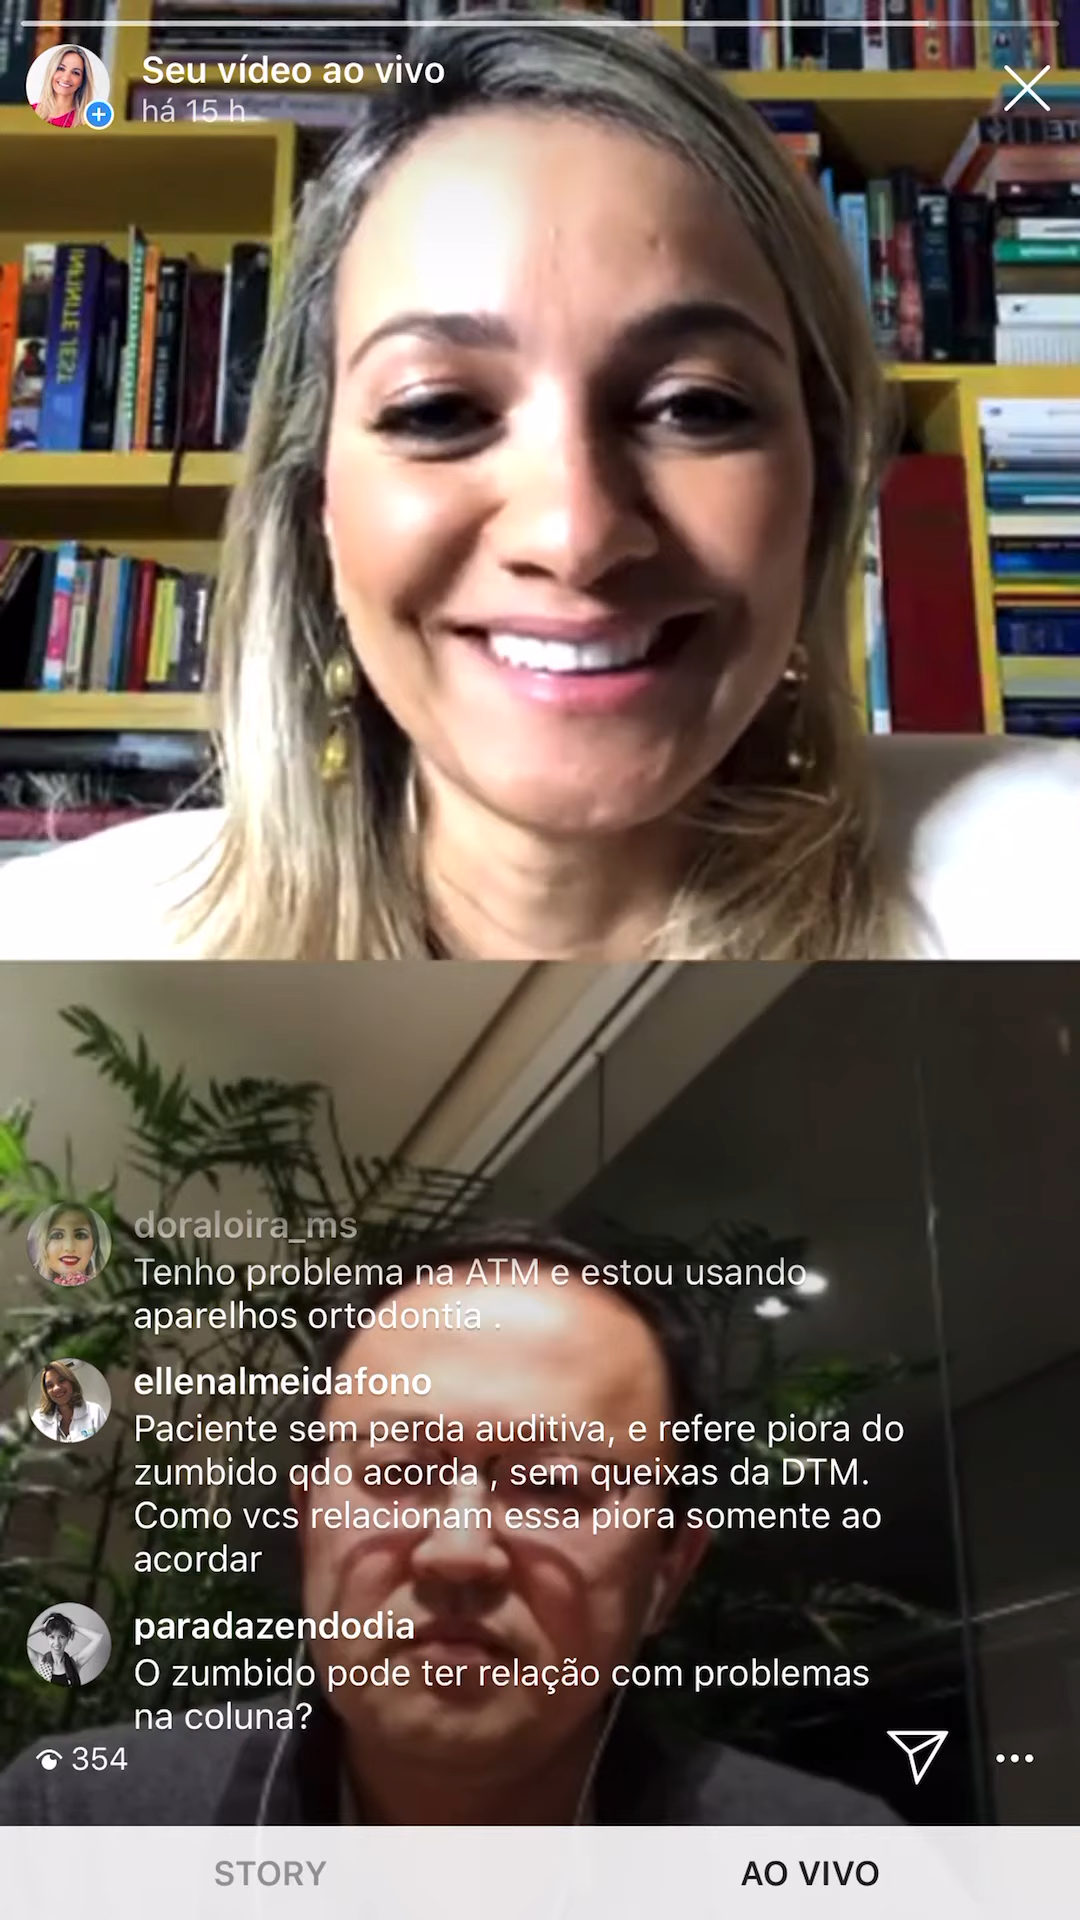 Seu vídeo ao vivo
há 15 h
INFINITE JEST
doraloira_ms
Tenho problema na ATM e estou usando
aparelhos ortodontia .
ellenalmeidafono
Paciente sem perda auditiva, e refere piora do
zumbido qdo acorda , sem queixas da DTM.
Como vcs relacionam essa piora somente ao
acordar
paradazendodia
O zumbido pode ter relação com problemas
na coluna?
354
STORY
AO VIVO